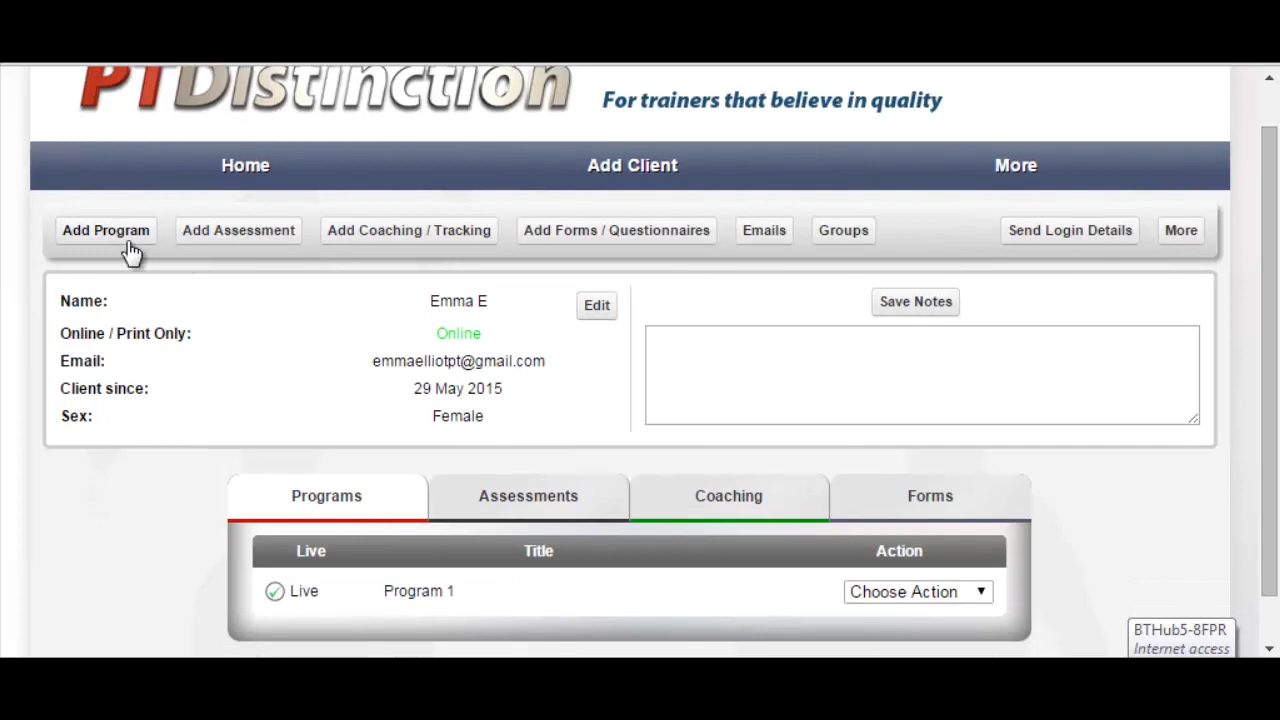 PTDistinction For trainers that believe in quality
Home Add Client More
Add Program Add Assessment Add Coaching / Tracking Add Forms / Questionnaires Emails Groups Send Login Details More
Name: Emma E Edit Save Notes
Online / Print Only: Online
Email: emmaelliotpt@gmail.com
Client since: 29 May 2015
Sex: Female
Programs Assessments Coaching Forms
Live Title Action
Live Program 1 Choose Action
BTHub5-8FPR
Internet access